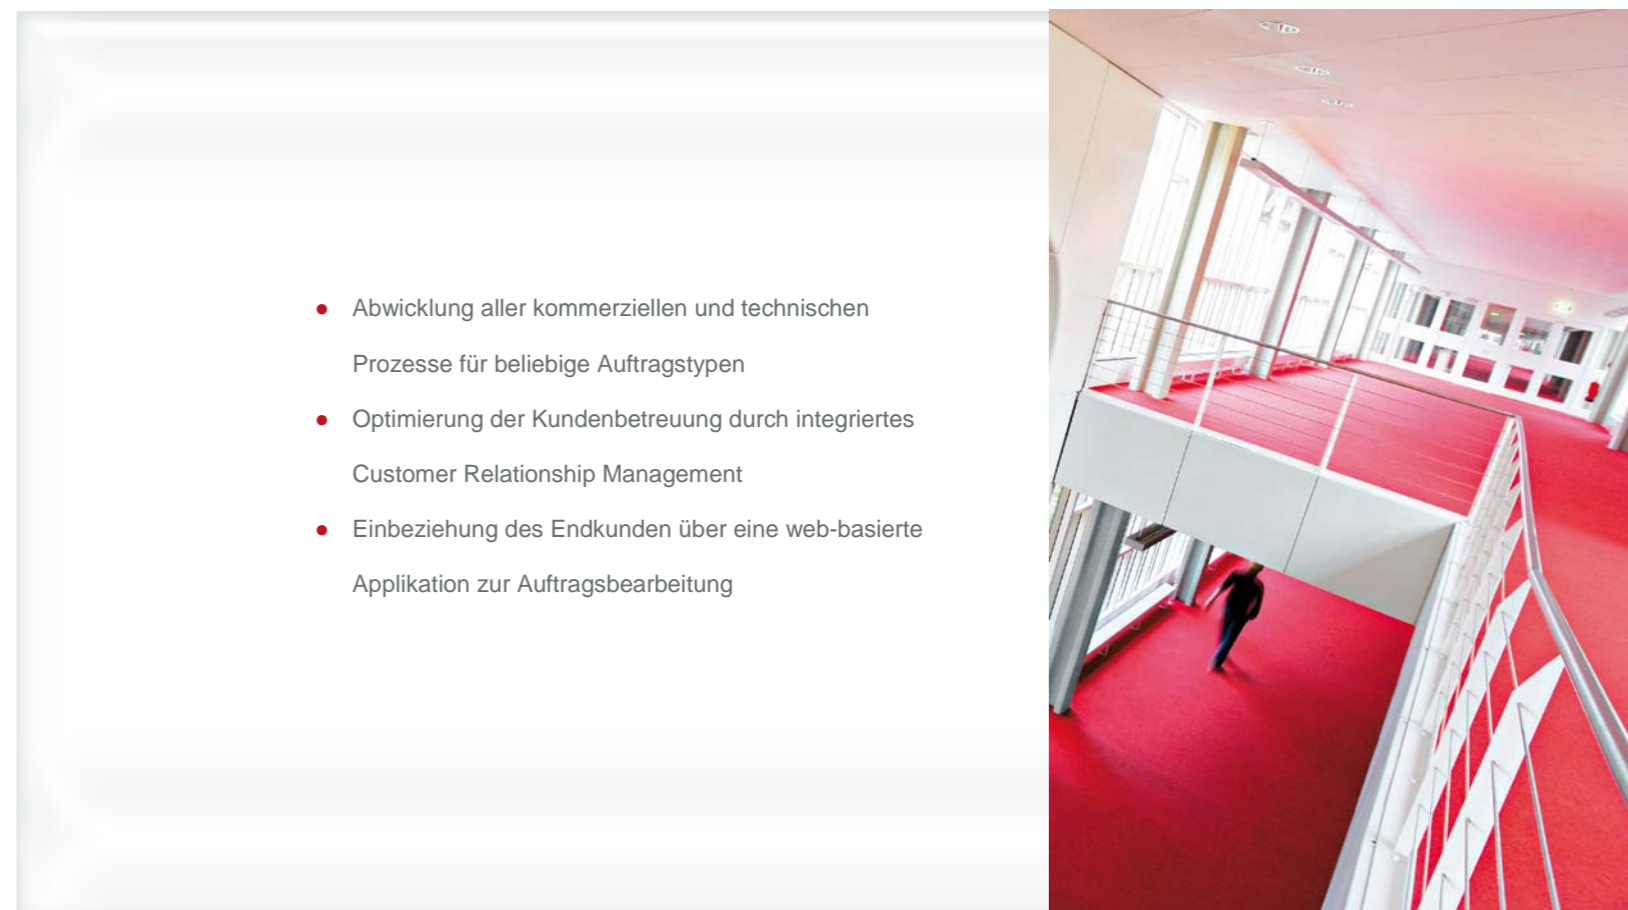 ● Abwicklung aller kommerziellen und technischen
Prozesse für beliebige Auftragstypen
● Optimierung der Kundenbetreuung durch integriertes
Customer Relationship Management
● Einbeziehung des Endkunden über eine web-basierte
Applikation zur Auftragsbearbeitung